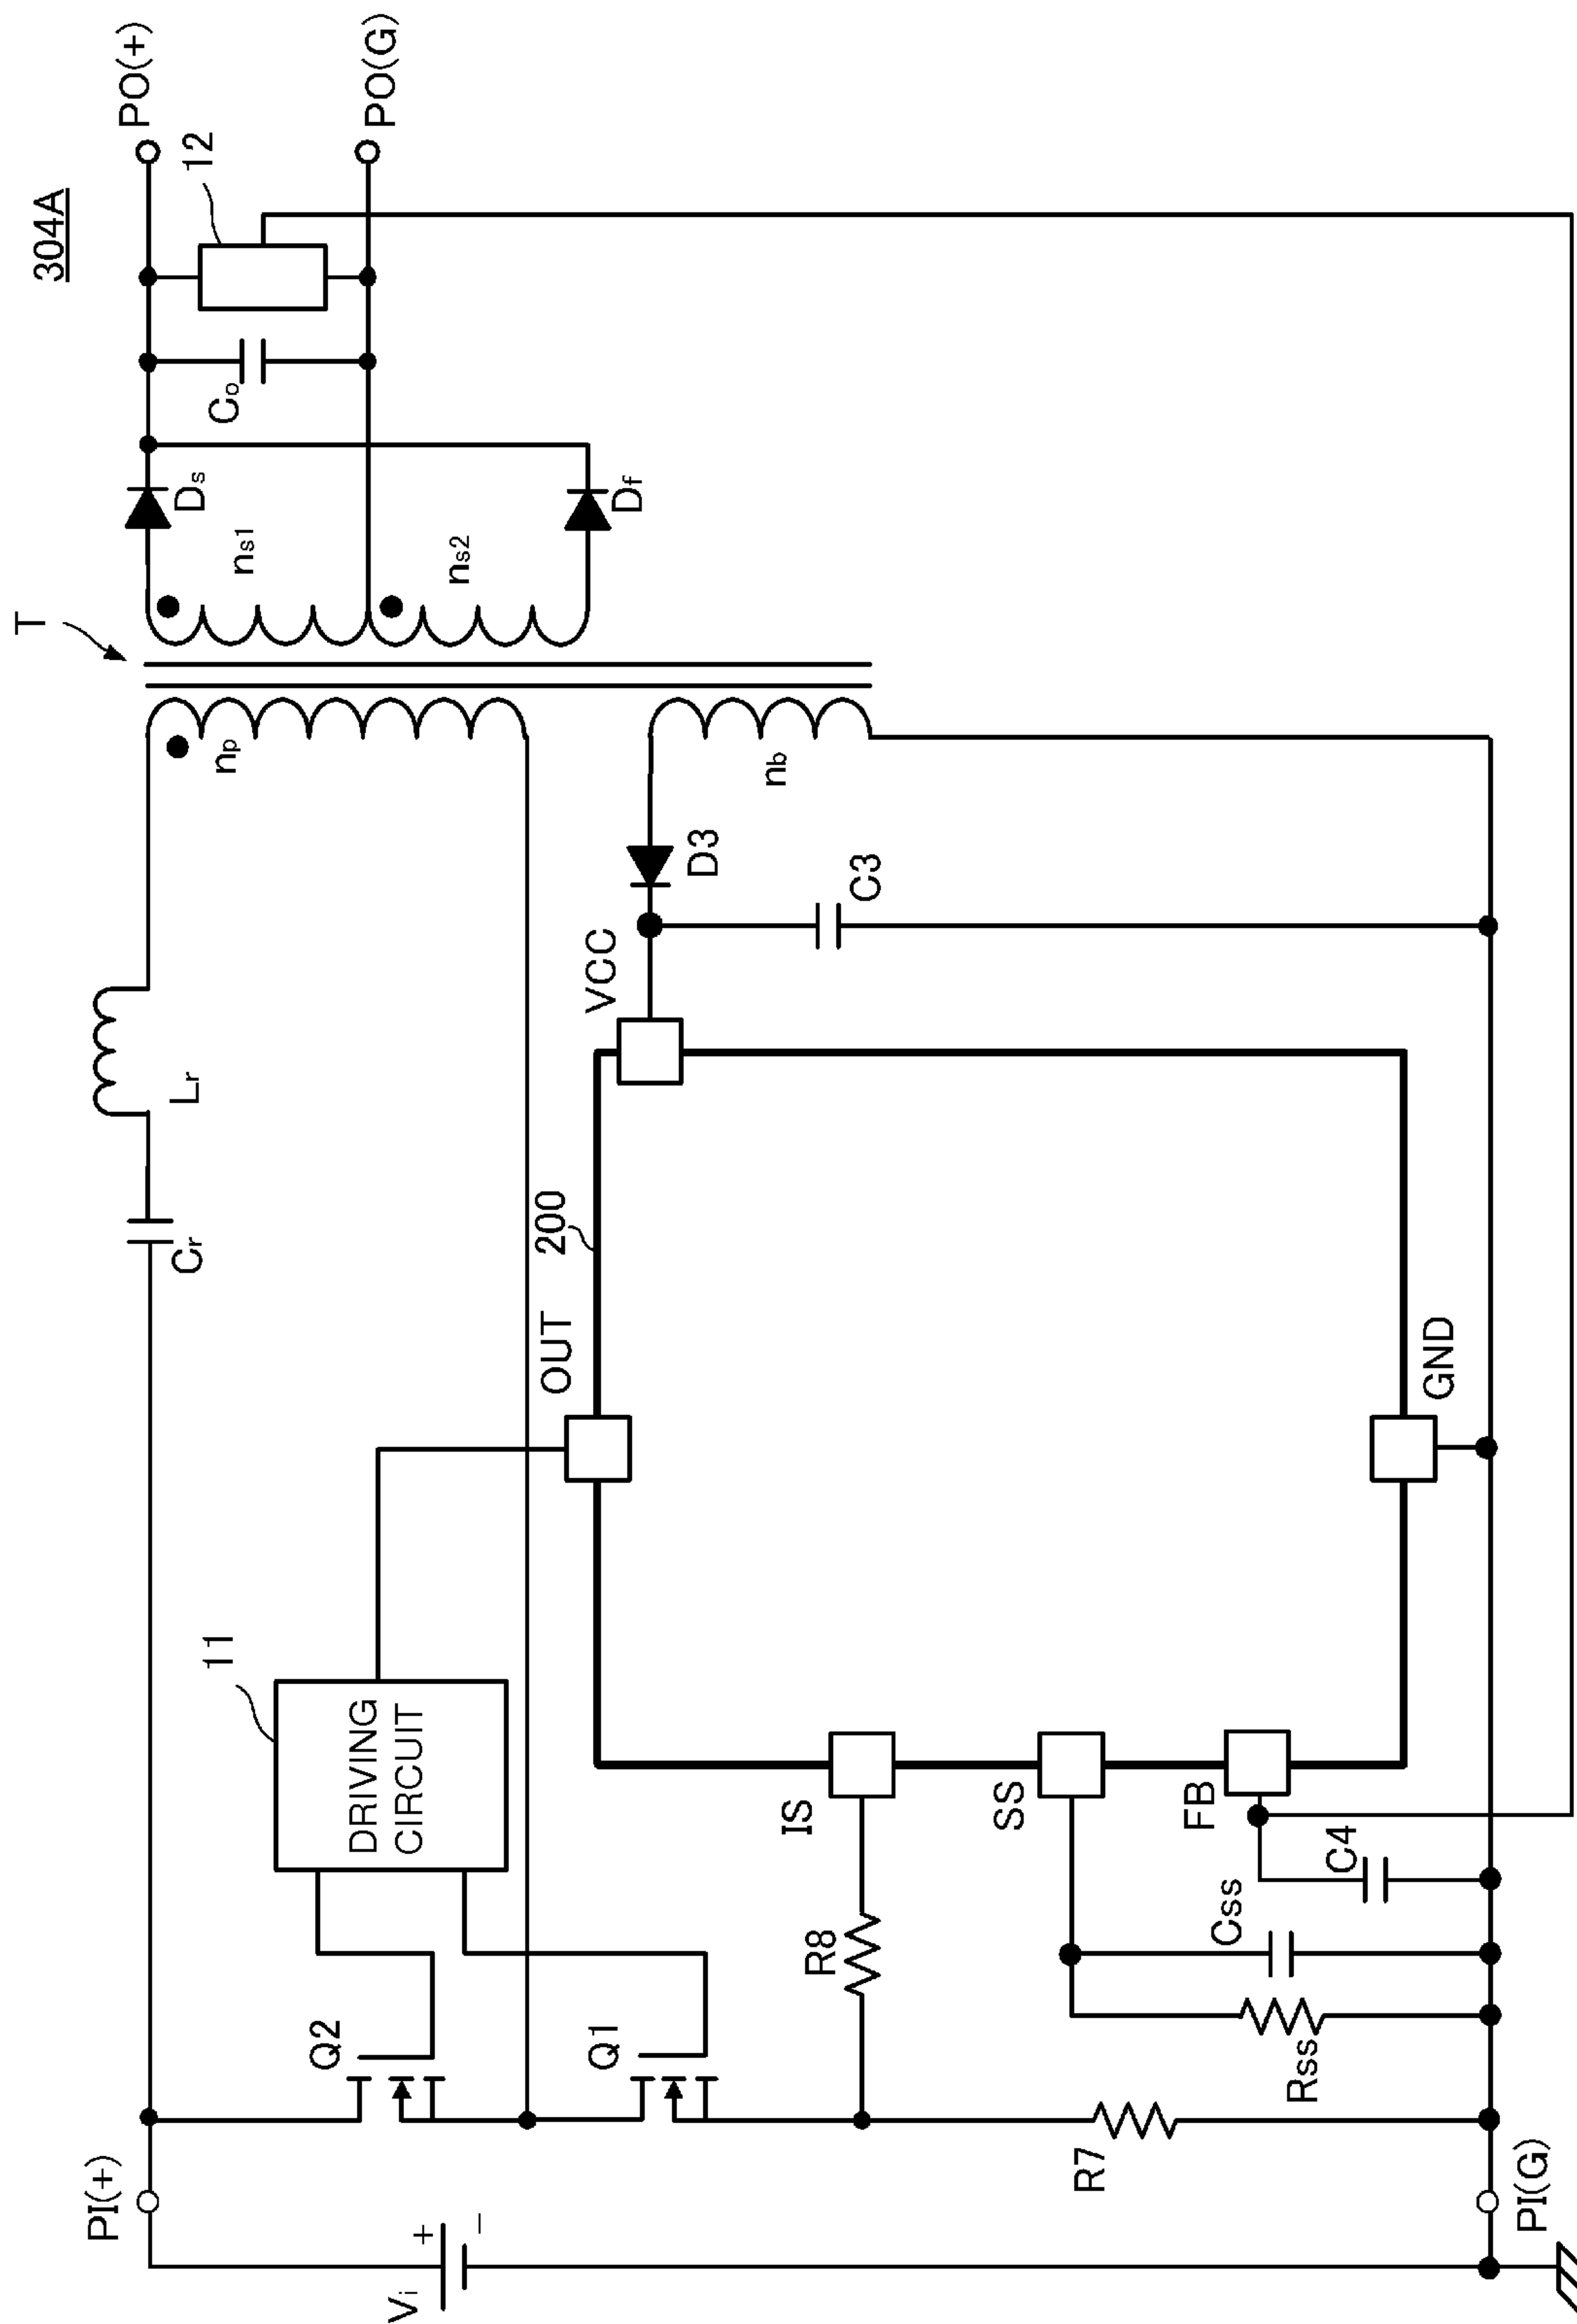 304A
T
PI(+)
Vi
+
−
Cr
Lr
np
ns1
ns2
Ds
Df
Co
12
PO(+)
PO(G)
Q2
Q1
11
DRIVING
CIRCUIT
OUT
200
VCC
D3
nb
C3
IS
R8
SS
FB
C4
Css
Rss
R7
GND
PI(G)